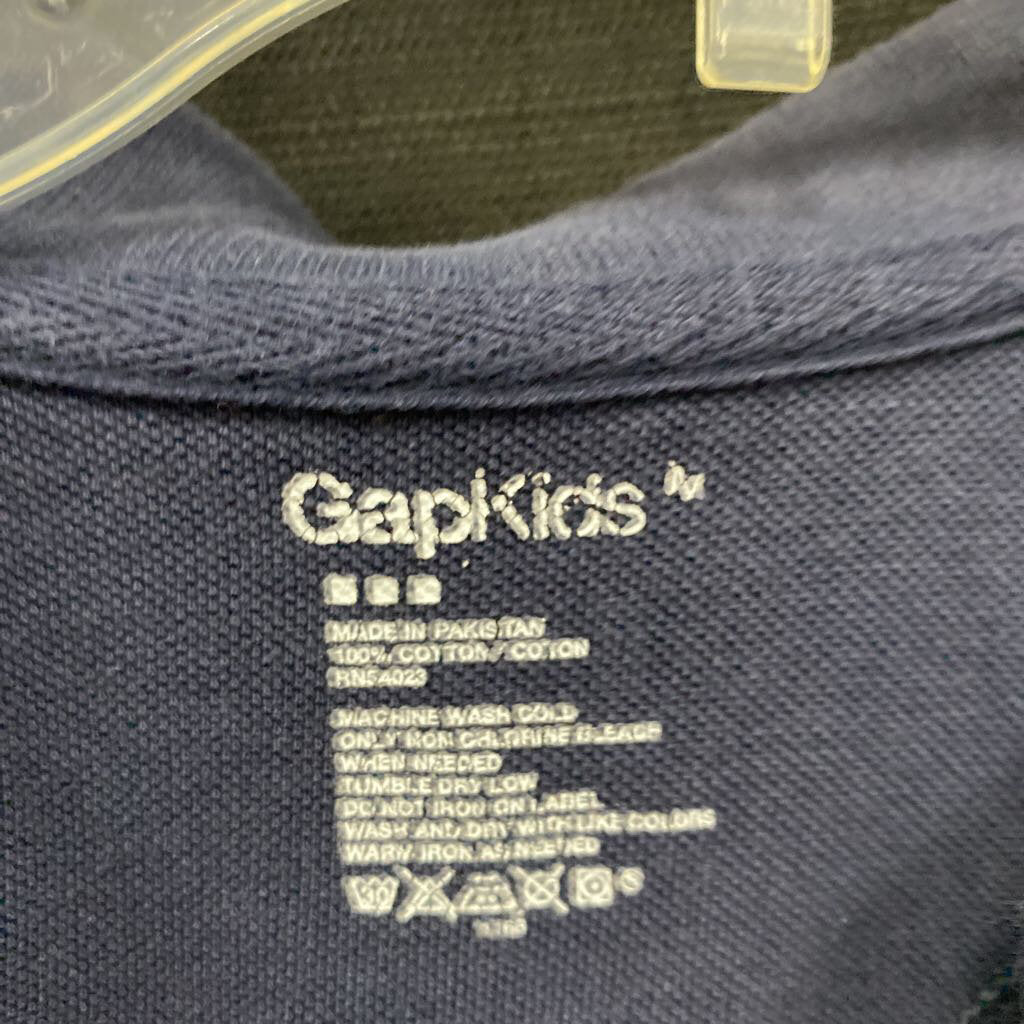 GapKids
MADE IN PAKISTAN
100% COTTON / COTON
RN54023
MACHINE WASH COLD
ONLY NON CHLORINE BLEACH
WHEN NEEDED
TUMBLE DRY LOW
DO NOT IRON ON LABEL
WASH AND DRY WITH LIKE COLORS
WARM IRON AS NEEDED